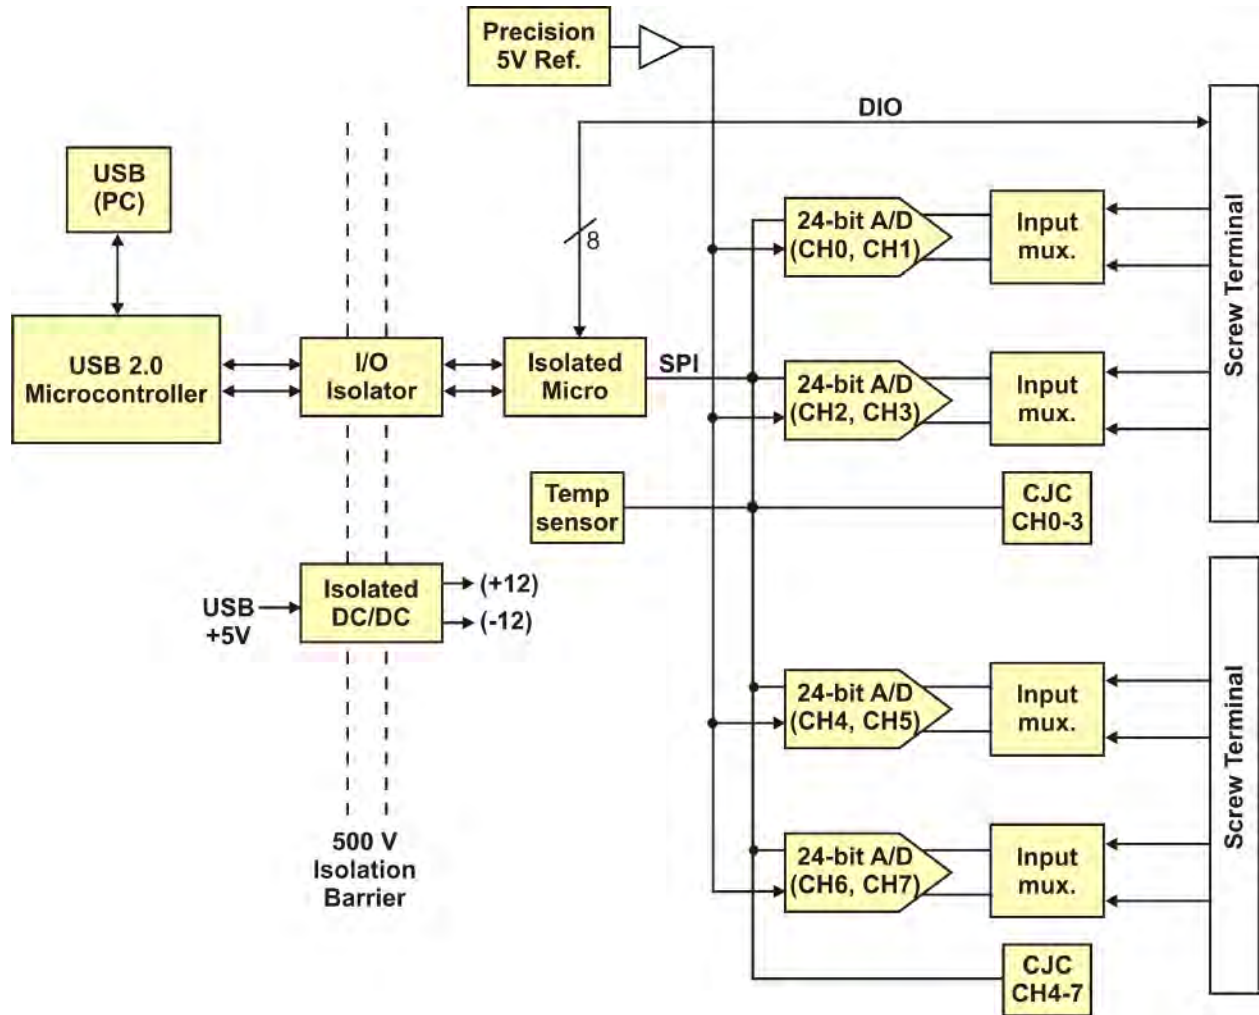 Precision
5V Ref.
DIO
USB
(PC)
8
24-bit A/D
(CH0, CH1)
Input
mux.
Screw Terminal
USB 2.0
Microcontroller
I/O
Isolator
Isolated
Micro
SPI
24-bit A/D
(CH2, CH3)
Input
mux.
Temp
sensor
CJC
CH0-3
USB
+5V
Isolated
DC/DC
(+12)
(-12)
24-bit A/D
(CH4, CH5)
Input
mux.
Screw Terminal
500 V
Isolation
Barrier
24-bit A/D
(CH6, CH7)
Input
mux.
CJC
CH4-7